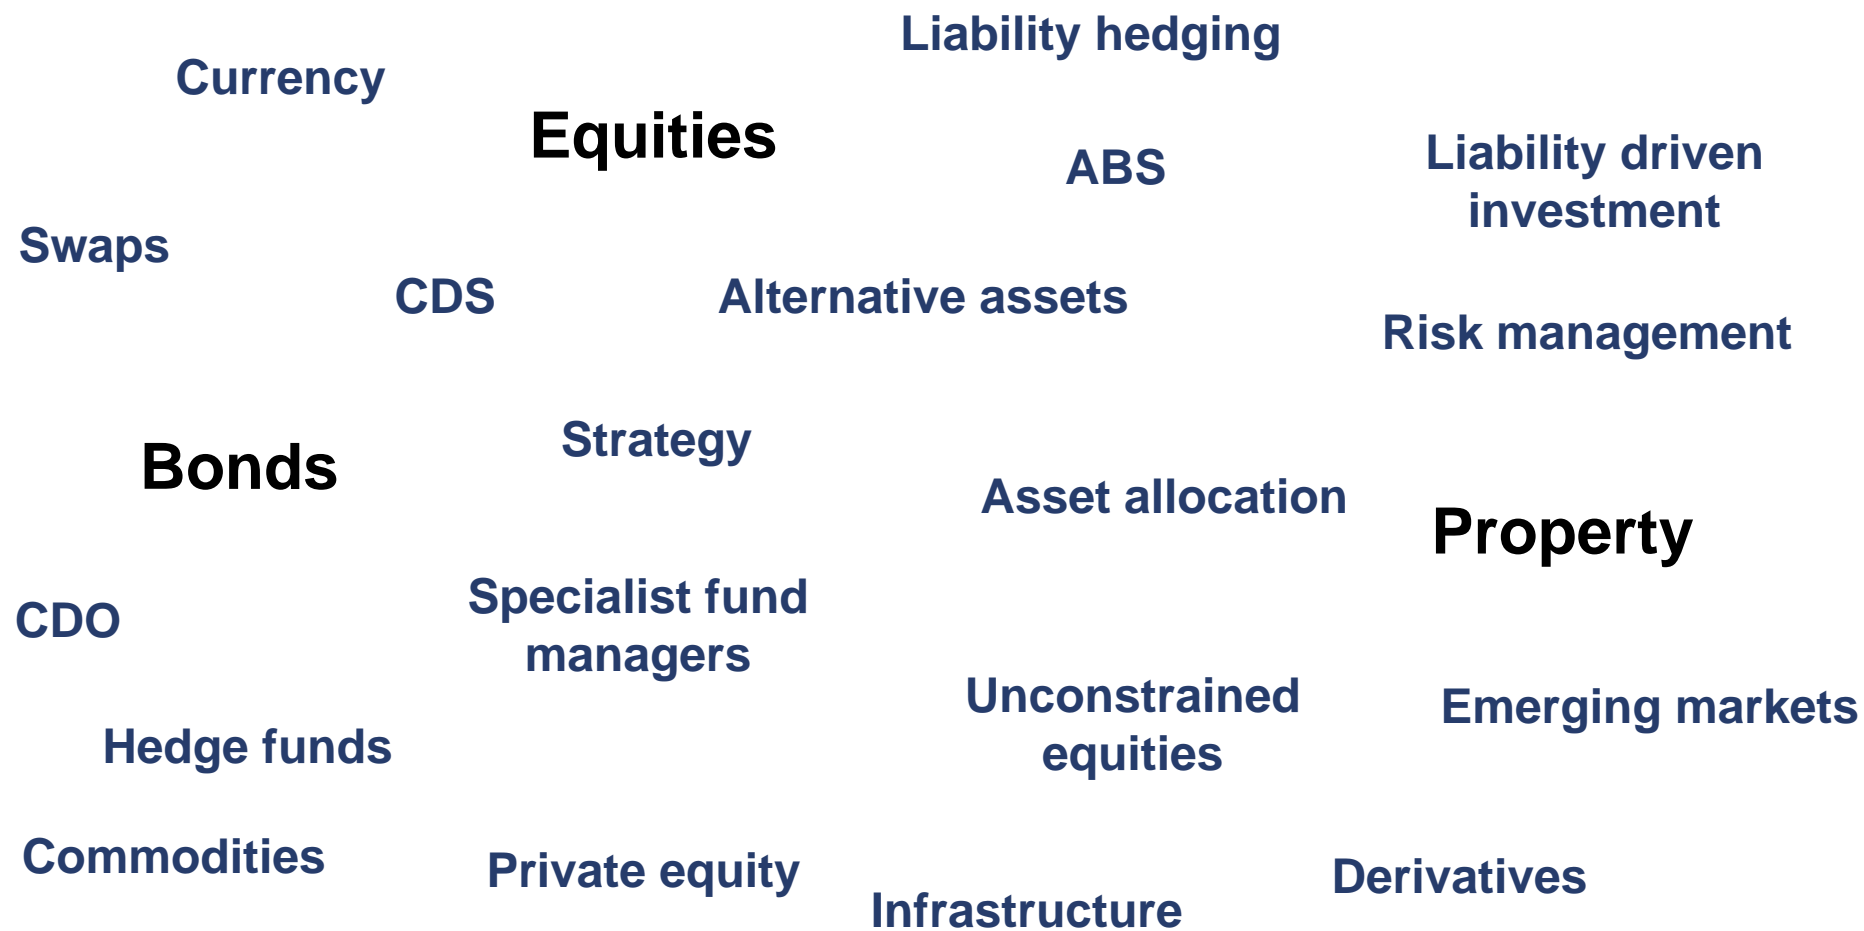 Liability hedging
Currency
Equities
ABS
Liability driven
investment
Swaps
CDS
Alternative assets
Risk management
Strategy
Bonds
Asset allocation
Property
Specialist fund
managers
CDO
Unconstrained
equities
Emerging markets
Hedge funds
Commodities
Private equity
Derivatives
Infrastructure